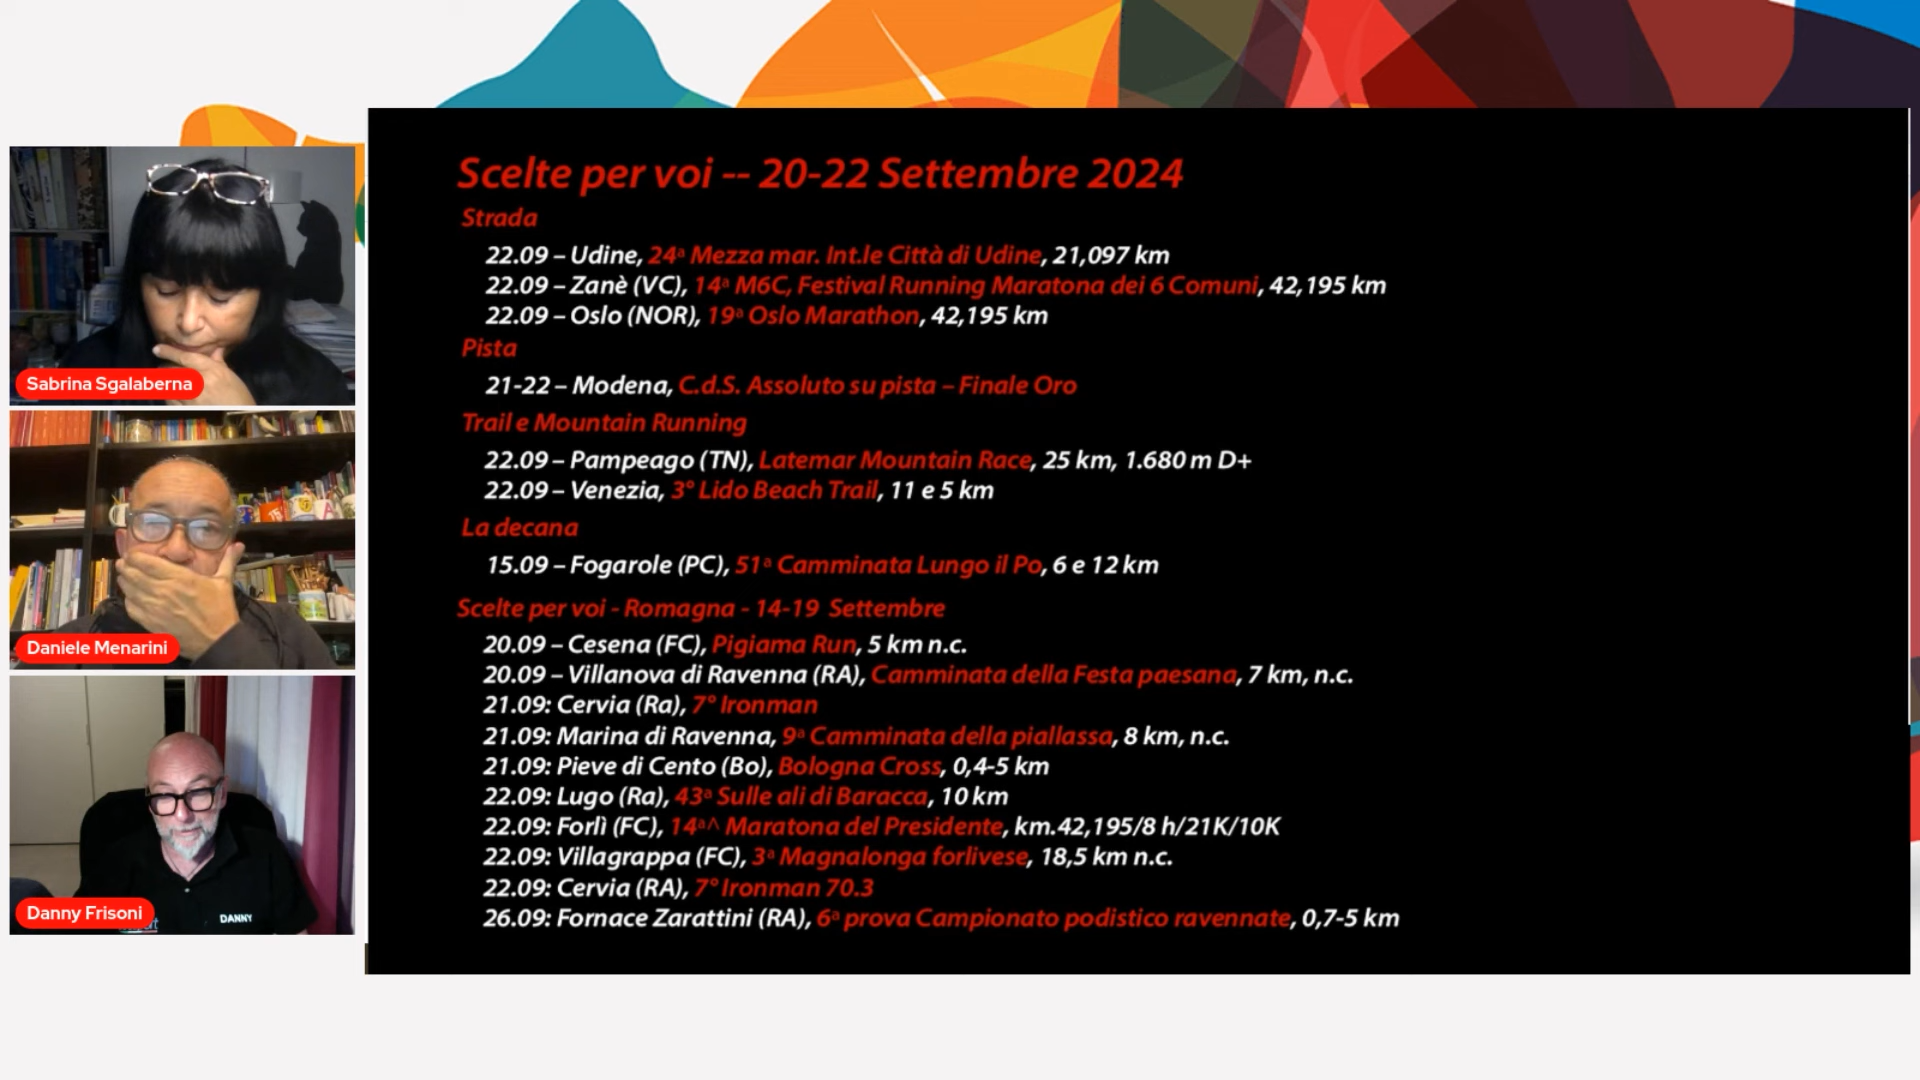 Scelte per voi -- 20-22 Settembre 2024
Strada
22.09 – Udine, 24ª Mezza mar. Int.le Città di Udine, 21,097 km
22.09 – Zanè (VC), 14ª M6C, Festival Running Maratona dei 6 Comuni, 42,195 km
22.09 – Oslo (NOR), 19ª Oslo Marathon, 42,195 km
Pista
21-22 – Modena, C.d.S. Assoluto su pista – Finale Oro
Trail e Mountain Running
22.09 – Pampeago (TN), Latemar Mountain Race, 25 km, 1.680 m D+
22.09 – Venezia, 3° Lido Beach Trail, 11 e 5 km
La decana
15.09 – Fogarole (PC), 51ª Camminata Lungo il Po, 6 e 12 km
Scelte per voi - Romagna - 14-19 Settembre
20.09 – Cesena (FC), Pigiama Run, 5 km n.c.
20.09 – Villanova di Ravenna (RA), Camminata della Festa paesana, 7 km, n.c.
21.09: Cervia (Ra), 7° Ironman
21.09: Marina di Ravenna, 9ª Camminata della piallassa, 8 km, n.c.
21.09: Pieve di Cento (Bo), Bologna Cross, 0,4-5 km
22.09: Lugo (Ra), 43ª Sulle ali di Baracca, 10 km
22.09: Forlì (FC), 14ª^ Maratona del Presidente, km.42,195/8 h/21K/10K
22.09: Villagrappa (FC), 3ª Magnalonga forlivese, 18,5 km n.c.
22.09: Cervia (RA), 7° Ironman 70.3
26.09: Fornace Zarattini (RA), 6ª prova Campionato podistico ravennate, 0,7-5 km
Sabrina Sgalaberna
Daniele Menarini
Danny Frisoni
DANNY